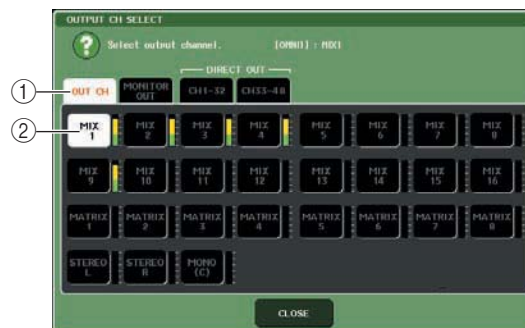 OUTPUT CH SELECT
Select output channel. [OMNI1] : MIX1
DIRECT OUT
① OUT CH MONITOR OUT CH1-32 CH33-48
② MIX 1 MIX 2 MIX 3 MIX 4 MIX 5 MIX 6 MIX 7 MIX 8
MIX 9 MIX 10 MIX 11 MIX 12 MIX 13 MIX 14 MIX 15 MIX 16
MATRIX 1 MATRIX 2 MATRIX 3 MATRIX 4 MATRIX 5 MATRIX 6 MATRIX 7 MATRIX 8
STEREO L STEREO R MONO (C)
CLOSE